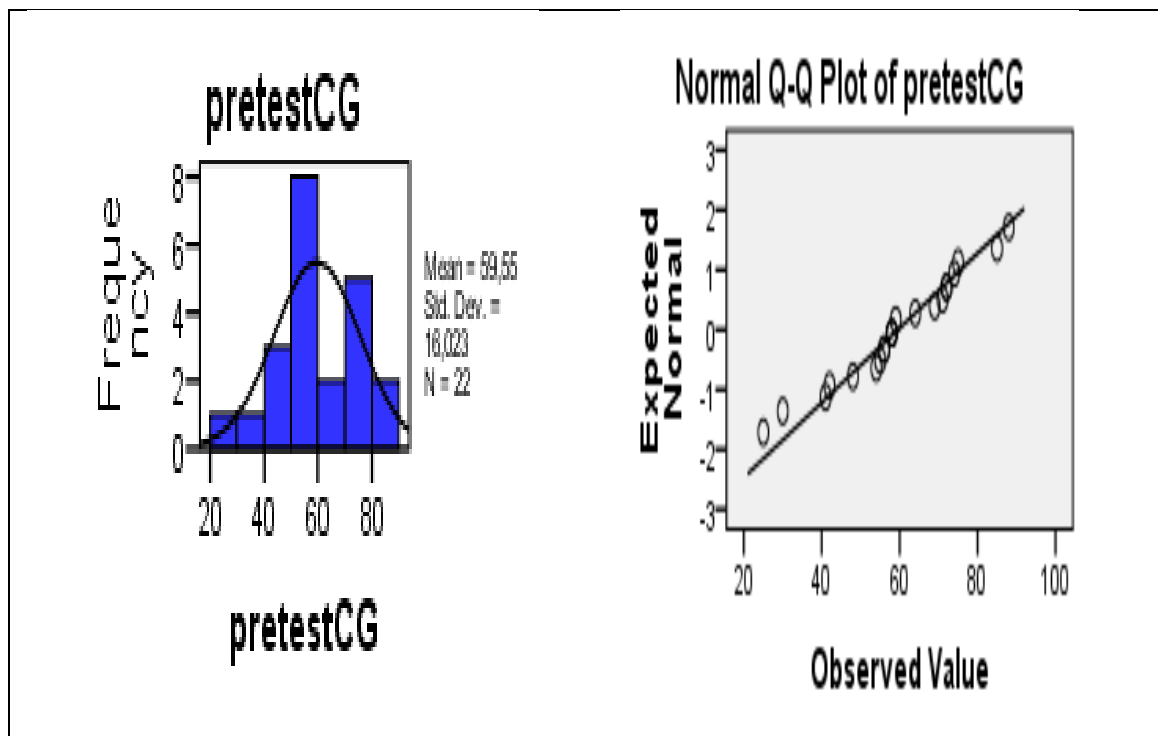 pretestCG
8
6
4
2
0
Freque
ncy
20 40 60 80
pretestCG
Mean = 59,55
Std. Dev. =
16,023
N = 22
Normal Q-Q Plot of pretestCG
3
2
1
0
-1
-2
-3
Expected
Normal
20 40 60 80 100
Observed Value